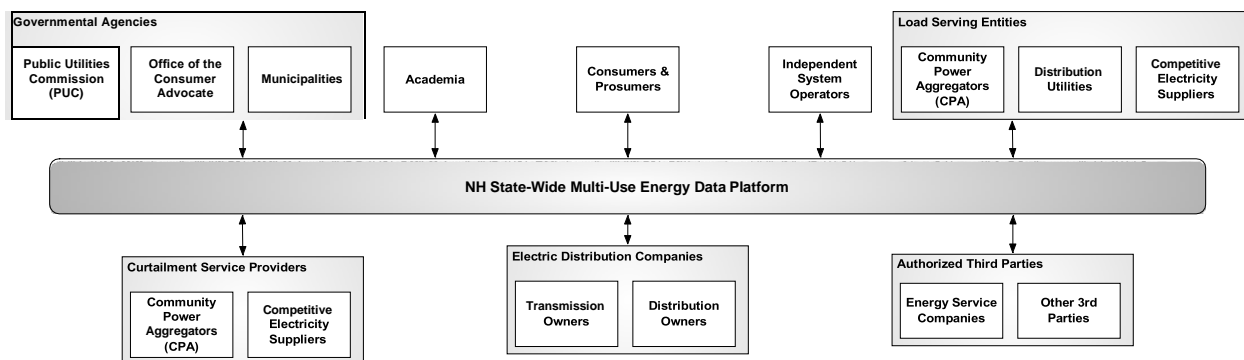 Governmental Agencies
Public Utilities
Commission
(PUC)
Office of the
Consumer
Advocate
Municipalities
Academia
Consumers &
Prosumers
Independent
System
Operators
Load Serving Entities
Community
Power
Aggregators
(CPA)
Distribution
Utilities
Competitive
Electricity
Suppliers
NH State-Wide Multi-Use Energy Data Platform
Curtailment Service Providers
Community
Power
Aggregators
(CPA)
Competitive
Electricity
Suppliers
Electric Distribution Companies
Transmission
Owners
Distribution
Owners
Authorized Third Parties
Energy Service
Companies
Other 3rd
Parties